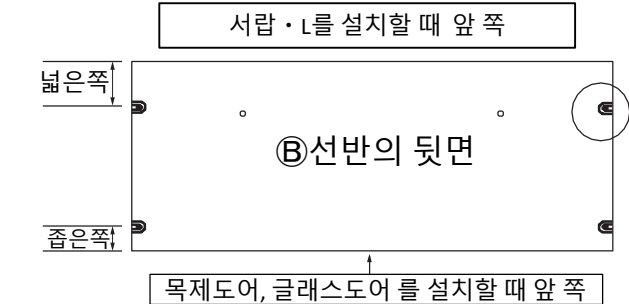 서랍・L를 설치할 때 앞 쪽
넓은쪽
Ⓑ선반의 뒷면
좁은쪽
목제도어, 글래스도어 를 설치할 때 앞 쪽